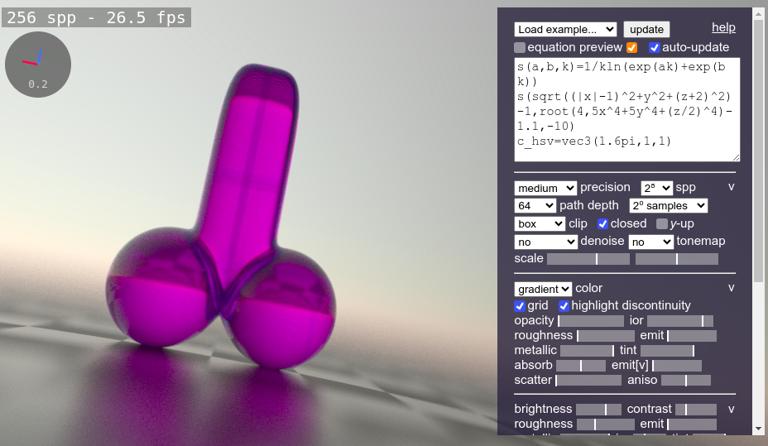 256 spp - 26.5 fps
0.2
Load example... update help
equation preview auto-update
s(a,b,k)=1/kln(exp(ak)+exp(b
k))
s(sqrt((|x|-1)^2+y^2+(z+2)^2)
-1,root(4,5x^4+5y^4+(z/2)^4)-
1.1,-10)
c_hsv=vec3(1.6pi,1,1)
medium precision 2⁸ spp v
64 path depth 2⁰ samples
box clip closed y-up
no denoise no tonemap
scale
gradient color v
grid highlight discontinuity
opacity ior
roughness emit
metallic tint
absorb emit[v]
scatter aniso
brightness contrast v
roughness emit